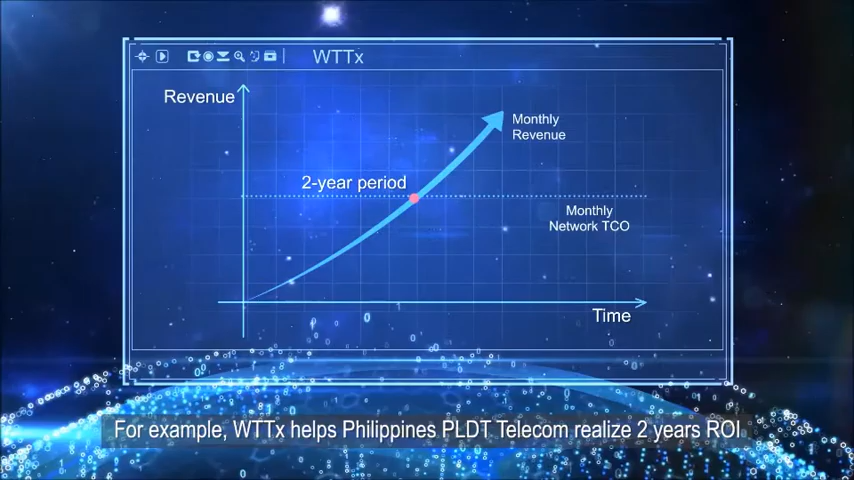 WTTx
Revenue
Monthly
Revenue
2-year period
Monthly
Network TCO
Time
For example, WTTx helps Philippines PLDT Telecom realize 2 years ROI